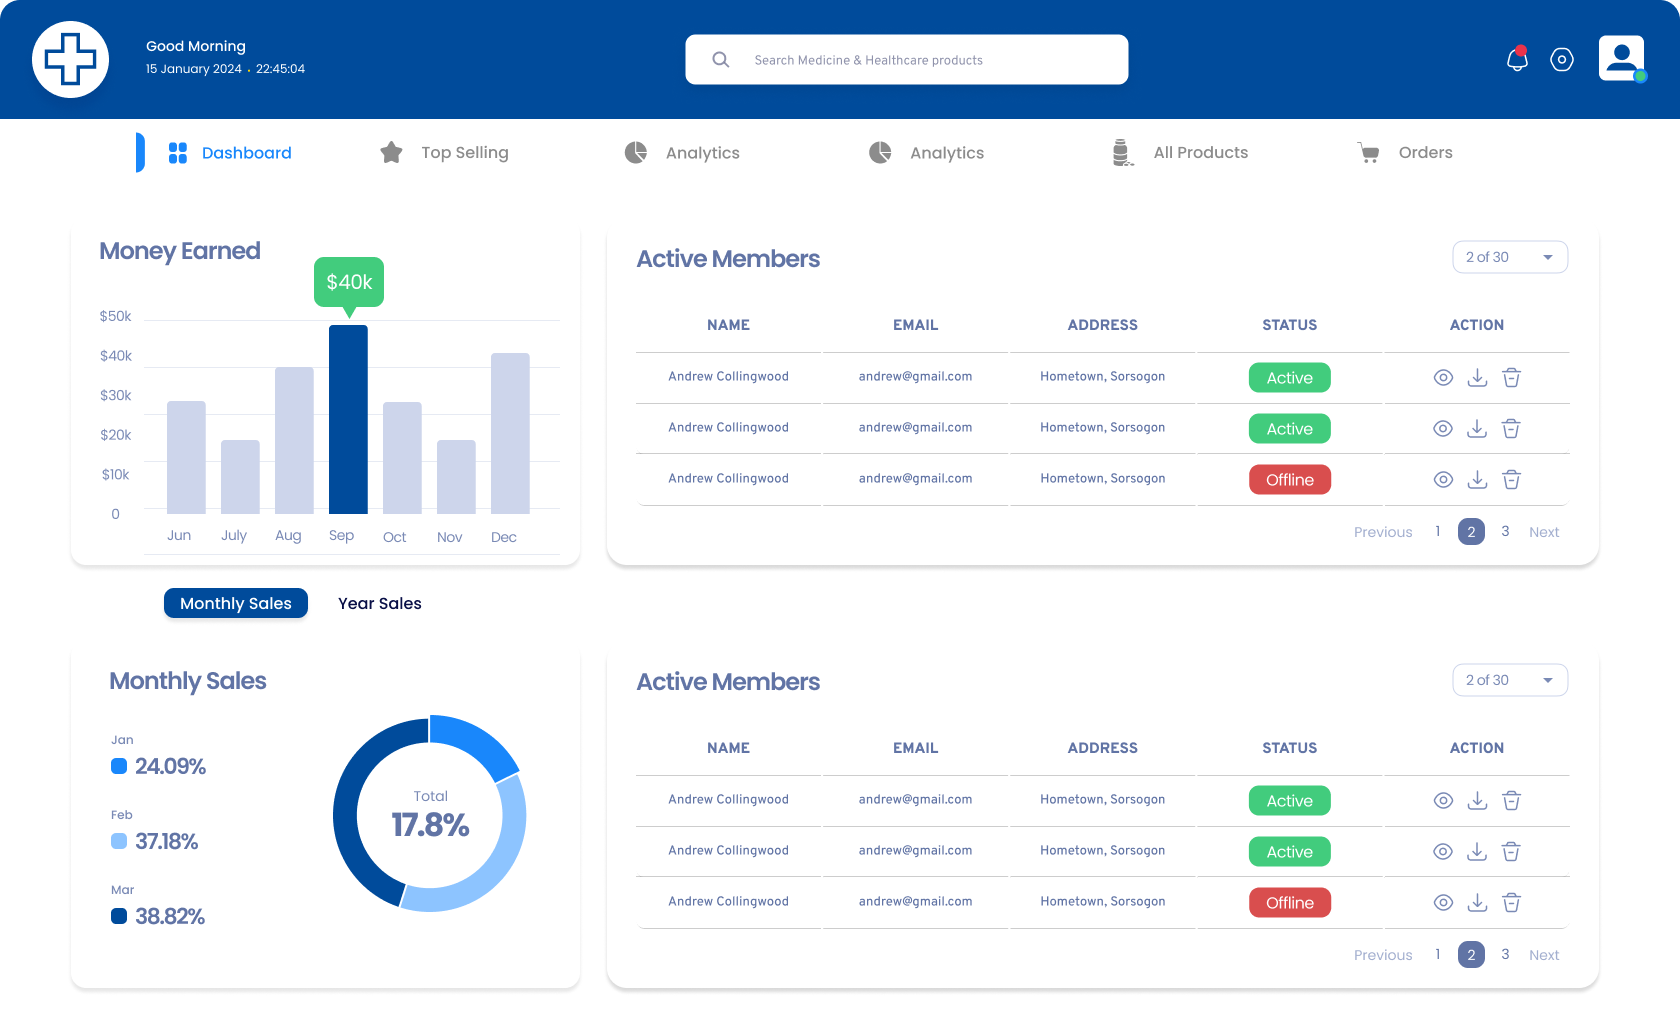 Good Morning
15 January 2024 • 22:45:04
Search Medicine & Healthcare products
Dashboard
Top Selling
Analytics
Analytics
All Products
Orders
Money Earned
$40k
$50k
$40k
$30k
$20k
$10k
0
Jun July Aug Sep Oct Nov Dec
Active Members
2 of 30
NAME EMAIL ADDRESS STATUS ACTION
Andrew Collingwood andrew@gmail.com Hometown, Sorsogon Active
Andrew Collingwood andrew@gmail.com Hometown, Sorsogon Active
Andrew Collingwood andrew@gmail.com Hometown, Sorsogon Offline
Previous 1 2 3 Next
Monthly Sales Year Sales
Monthly Sales
Jan
24.09%
Feb
37.18%
Mar
38.82%
Total
17.8%
Active Members
2 of 30
NAME EMAIL ADDRESS STATUS ACTION
Andrew Collingwood andrew@gmail.com Hometown, Sorsogon Active
Andrew Collingwood andrew@gmail.com Hometown, Sorsogon Active
Andrew Collingwood andrew@gmail.com Hometown, Sorsogon Offline
Previous 1 2 3 Next